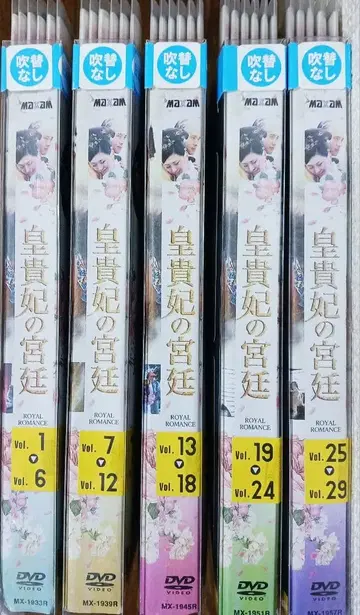 吹替
なし
MAXAM
皇貴妃の宮廷
ROYAL
ROMANCE
Vol. 1
▼
Vol. 6
DVD
VIDEO
MX-1933R
吹替
なし
MAXAM
皇貴妃の宮廷
ROYAL
ROMANCE
Vol. 7
▼
Vol. 12
DVD
VIDEO
MX-1939R
吹替
なし
MAXAM
皇貴妃の宮廷
ROYAL
ROMANCE
Vol. 13
▼
Vol. 18
DVD
VIDEO
MX-1945R
吹替
なし
MAXAM
皇貴妃の宮廷
ROYAL
ROMANCE
Vol. 19
▼
Vol. 24
DVD
VIDEO
MX-1951R
吹替
なし
MAXAM
皇貴妃の宮廷
ROYAL
ROMANCE
Vol. 25
▼
Vol. 29
DVD
VIDEO
MX-1957R